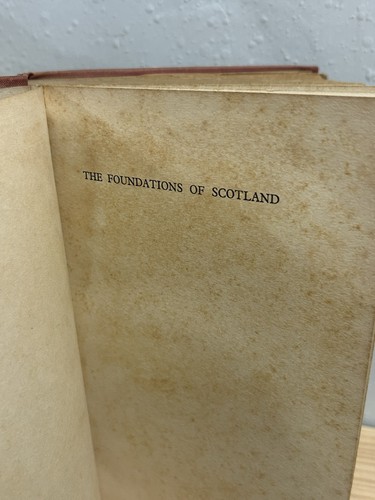 THE FOUNDATIONS OF SCOTLAND